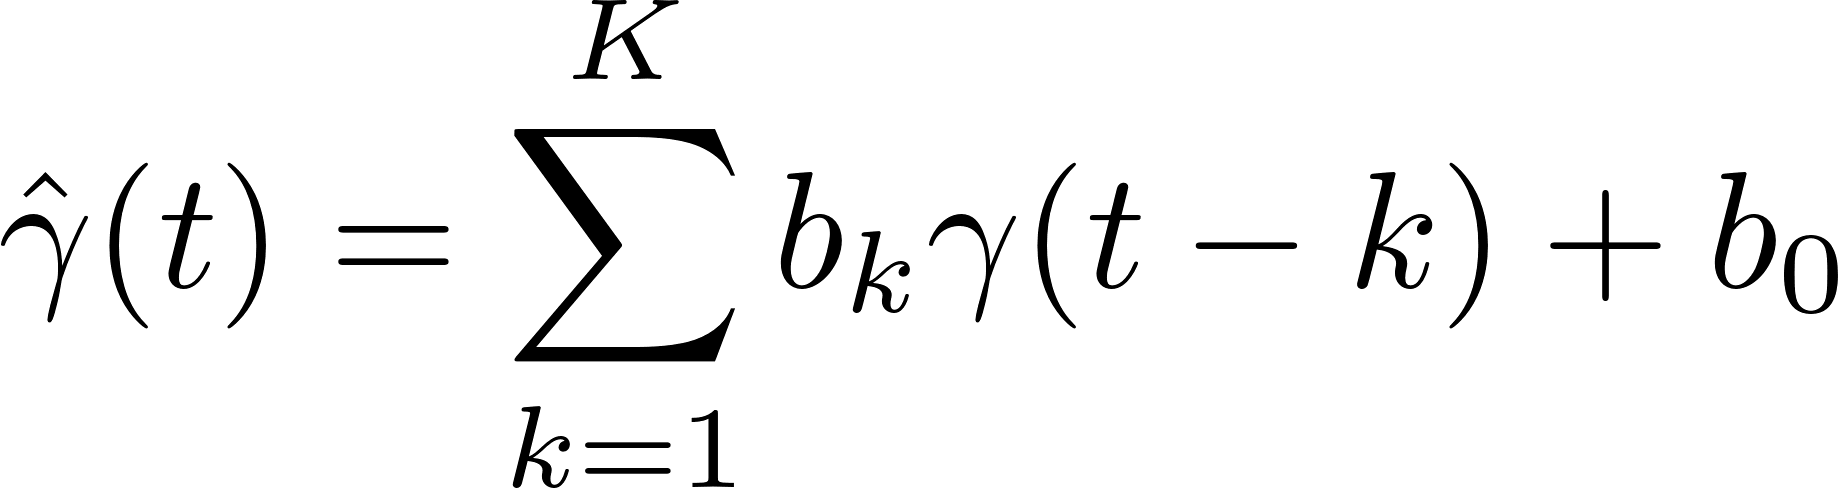 γ̂(t) = ∑_{k=1}^{K} b_k γ(t − k) + b_0